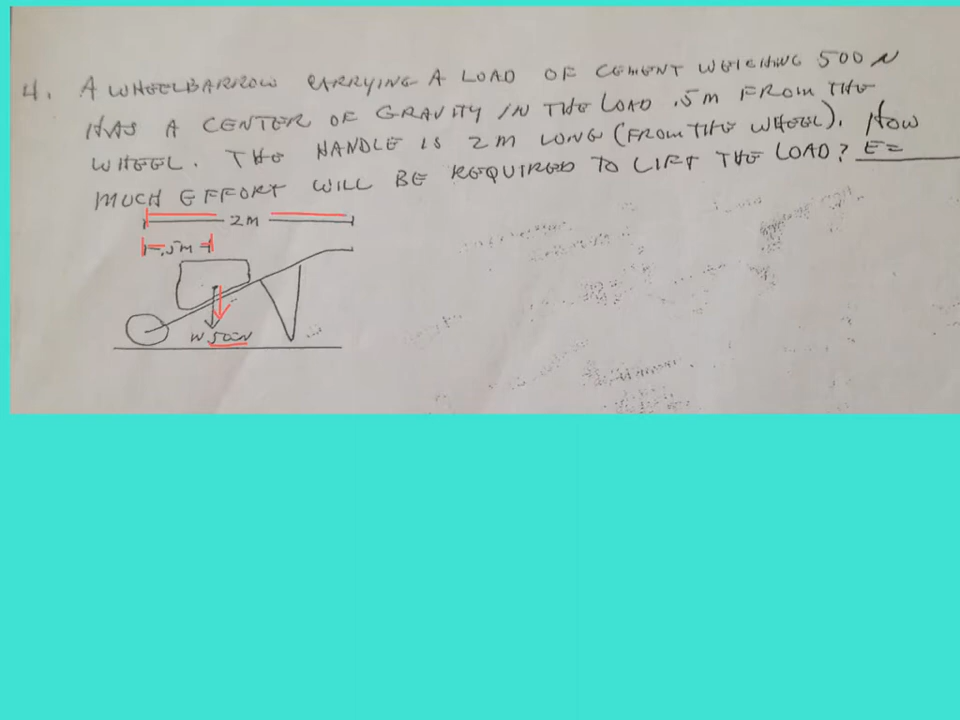 4. A WHEELBARROW CARRYING A LOAD OF CEMENT WEIGHING 500 N
HAS A CENTER OF GRAVITY IN THE LOAD .5M FROM THE
WHEEL. THE HANDLE IS 2M LONG (FROM THE WHEEL). HOW
MUCH EFFORT WILL BE REQUIRED TO LIFT THE LOAD? E=
2M
.5M
W 500N